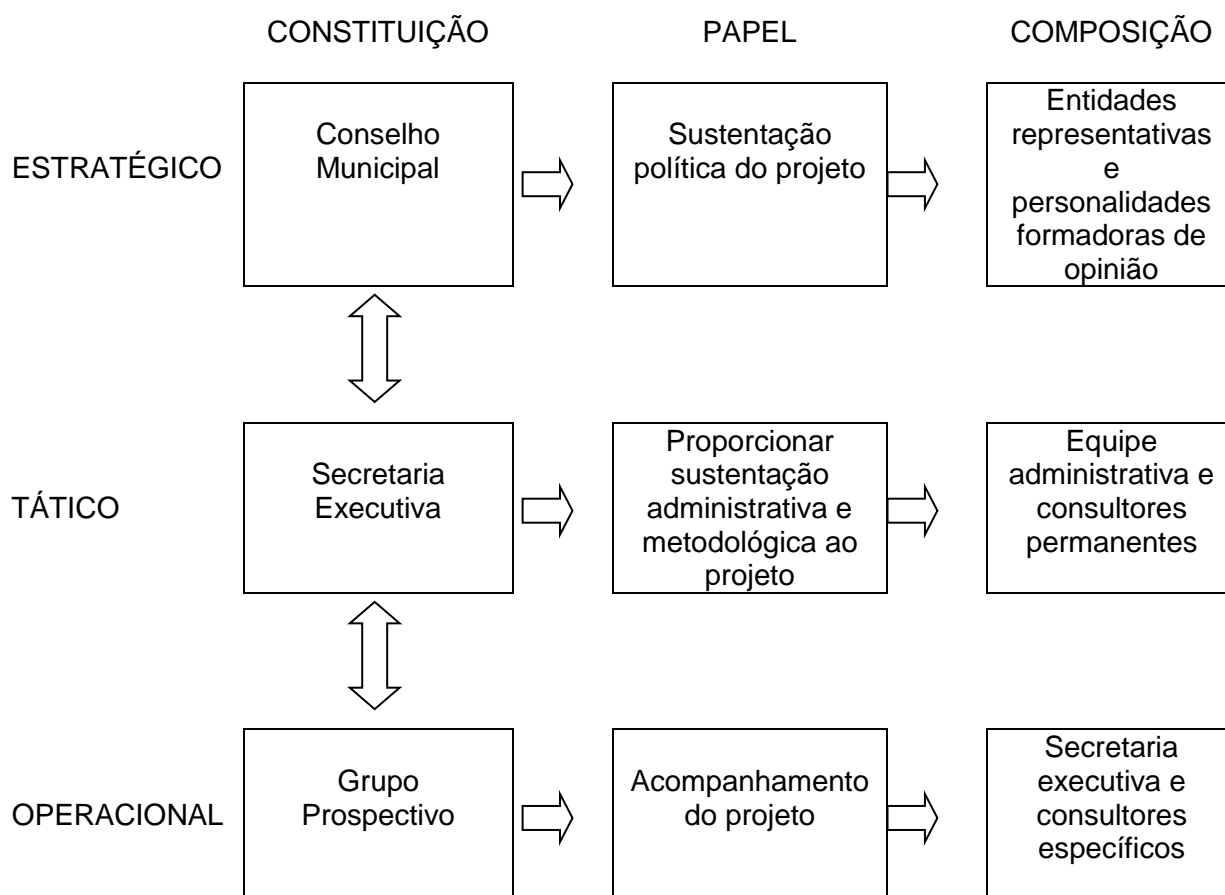 CONSTITUIÇÃO PAPEL COMPOSIÇÃO
ESTRATÉGICO
Conselho
Municipal
Sustentação
política do projeto
Entidades
representativas
e
personalidades
formadoras de
opinião
TÁTICO
Secretaria
Executiva
Proporcionar
sustentação
administrativa e
metodológica ao
projeto
Equipe
administrativa e
consultores
permanentes
OPERACIONAL
Grupo
Prospectivo
Acompanhamento
do projeto
Secretaria
executiva e
consultores
específicos